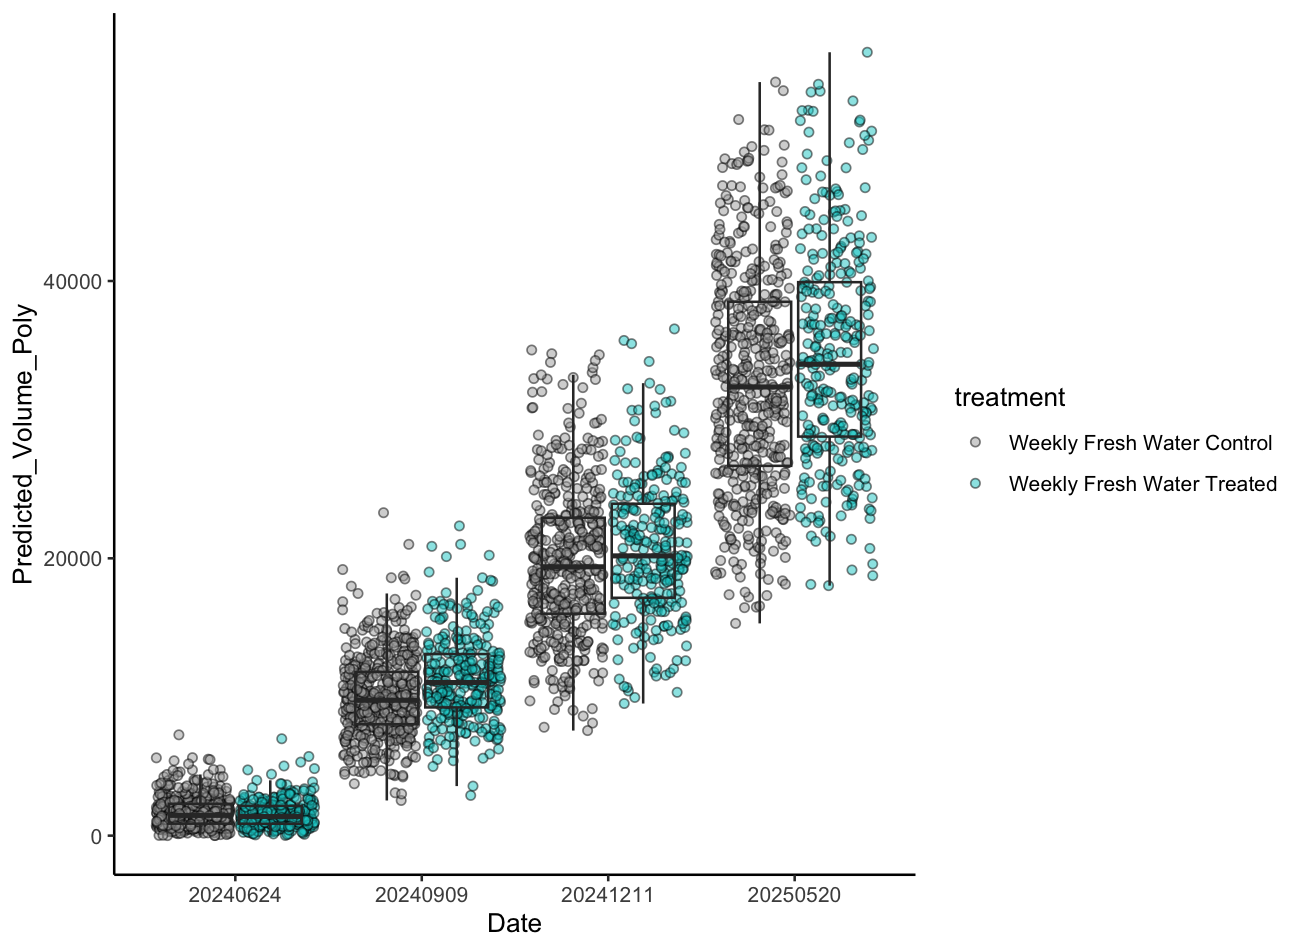 Predicted_Volume_Poly
40000
20000
0
20240624
20240909
20241211
20250520
Date
treatment
Weekly Fresh Water Control
Weekly Fresh Water Treated